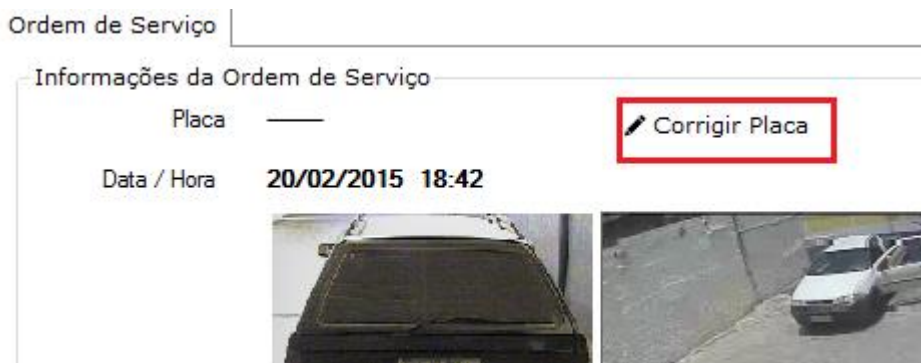 Ordem de Serviço
Informações da Ordem de Serviço
Placa —— Corrigir Placa
Data / Hora 20/02/2015 18:42